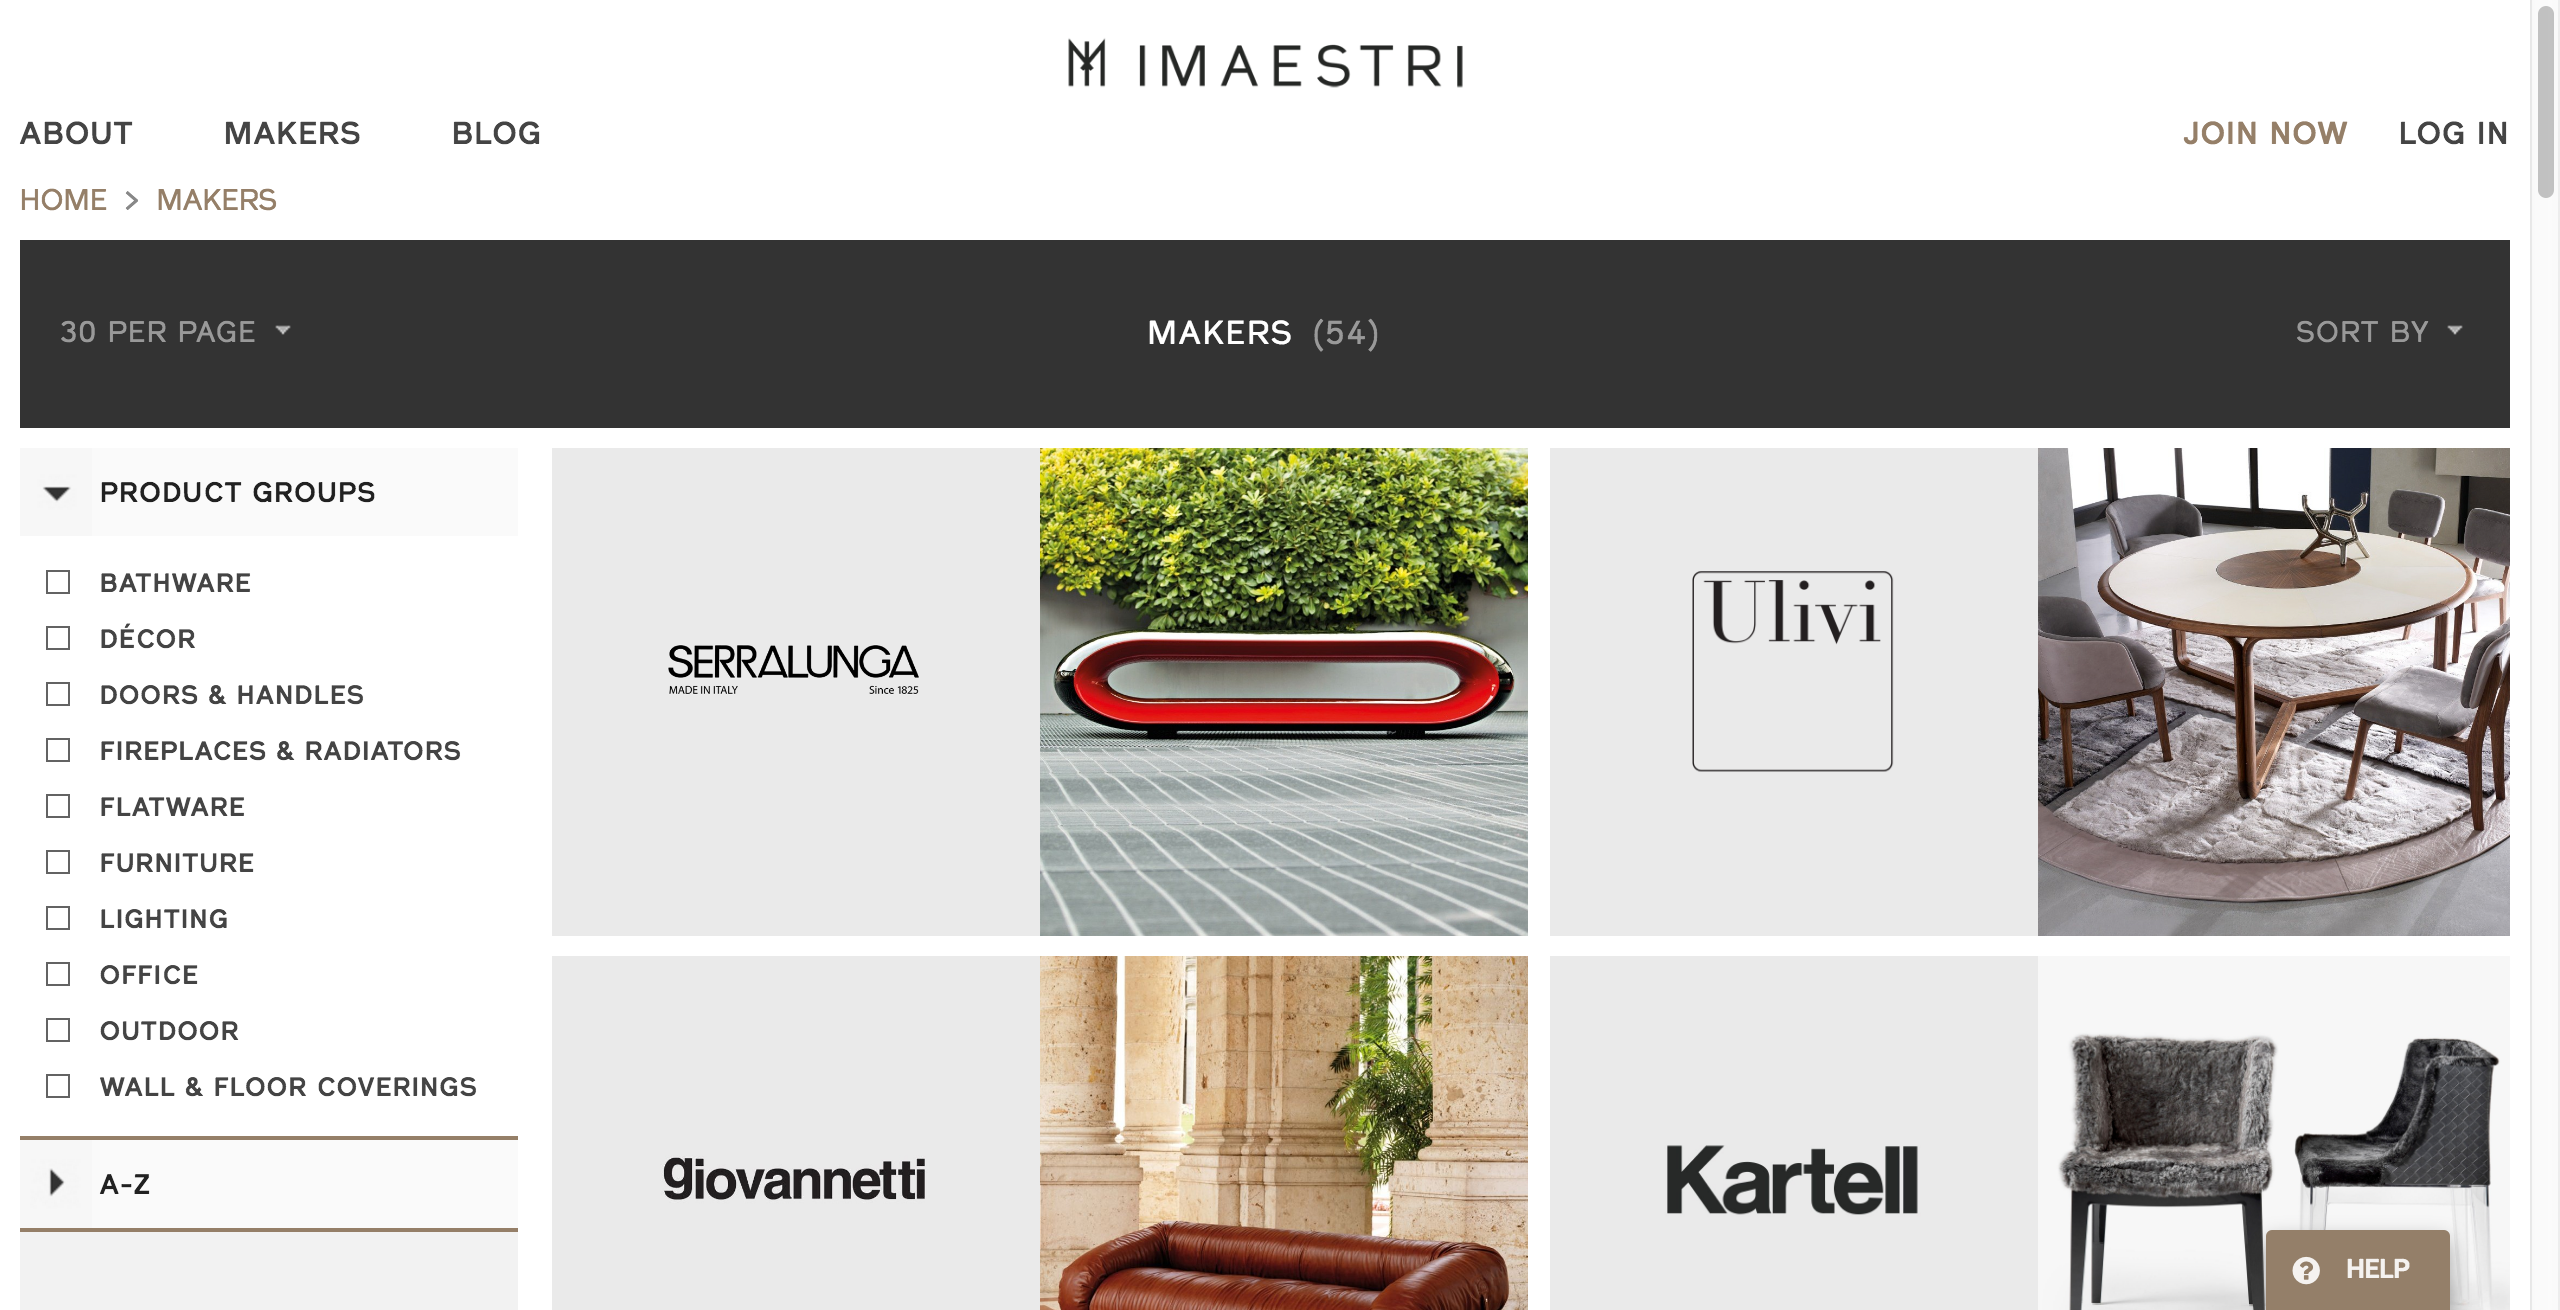 IMAESTRI
ABOUT MAKERS BLOG JOIN NOW LOG IN
HOME > MAKERS
30 PER PAGE MAKERS (54) SORT BY
PRODUCT GROUPS
BATHWARE
DÉCOR
DOORS & HANDLES
FIREPLACES & RADIATORS
FLATWARE
FURNITURE
LIGHTING
OFFICE
OUTDOOR
WALL & FLOOR COVERINGS
A-Z
SERRALUNGA
MADE IN ITALY Since 1825
Ulivi
giovannetti
Kartell
HELP